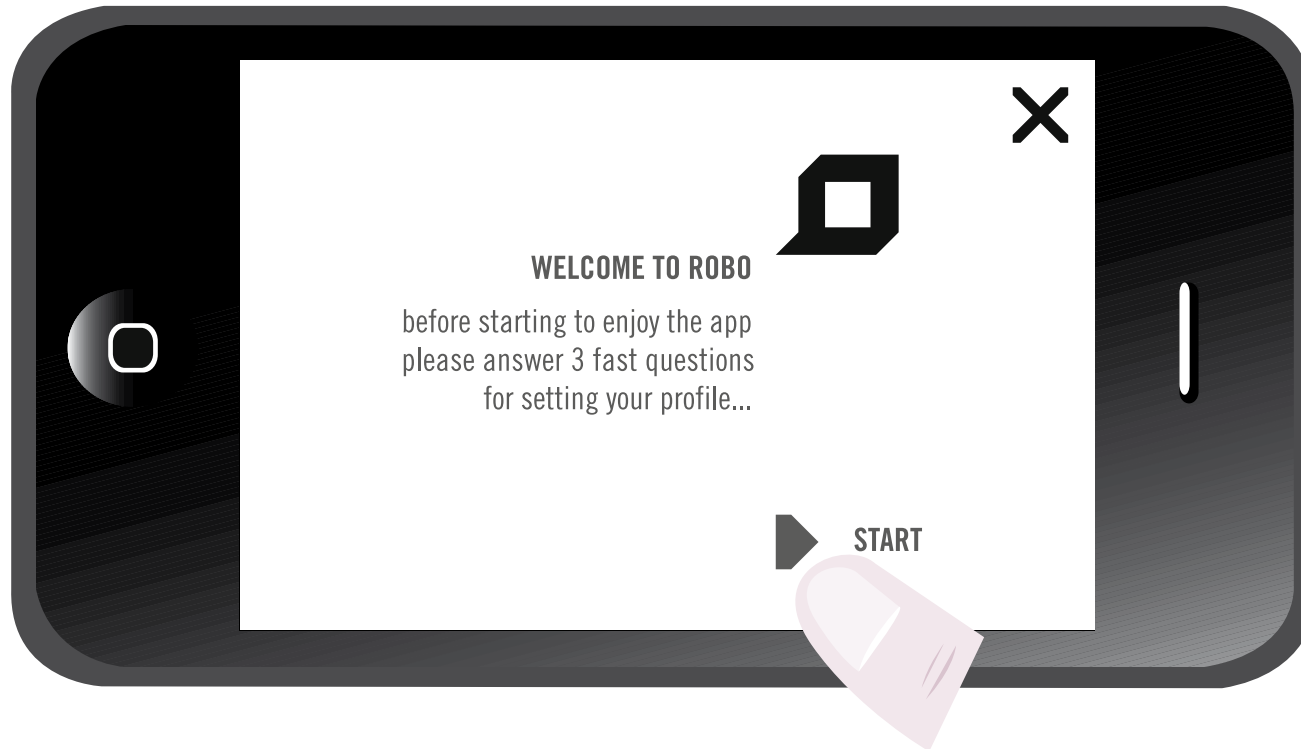 WELCOME TO ROBO
before starting to enjoy the app
please answer 3 fast questions
for setting your profile...
START